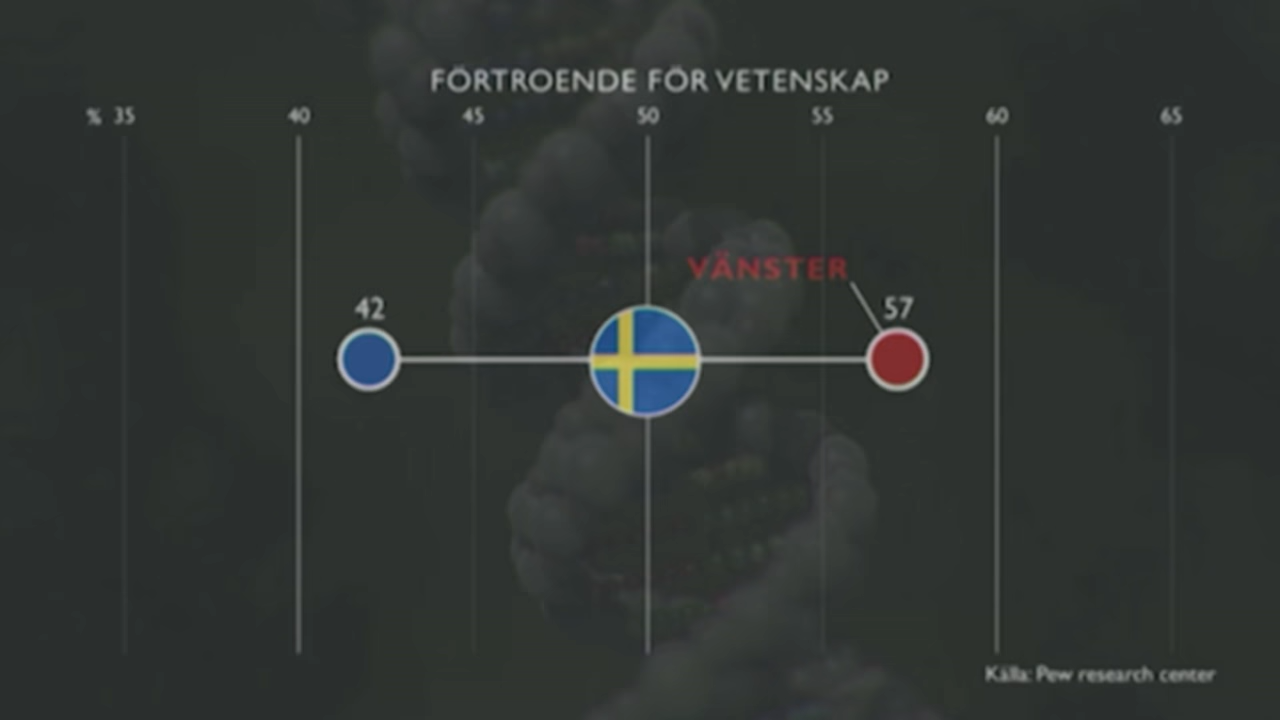 FÖRTROENDE FÖR VETENSKAP
% 35 40 45 50 55 60 65
VÄNSTER
42 57
Källa: Pew research center